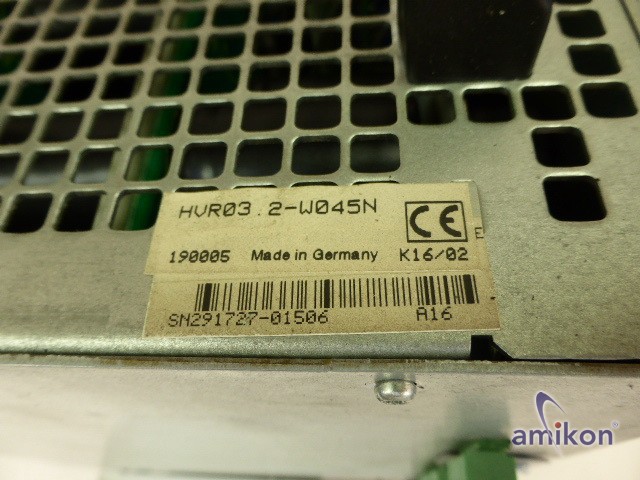 HVR03.2-W045N
CE
E
190005 Made in Germany K16/02
SN291727-01506 A16
amikon®